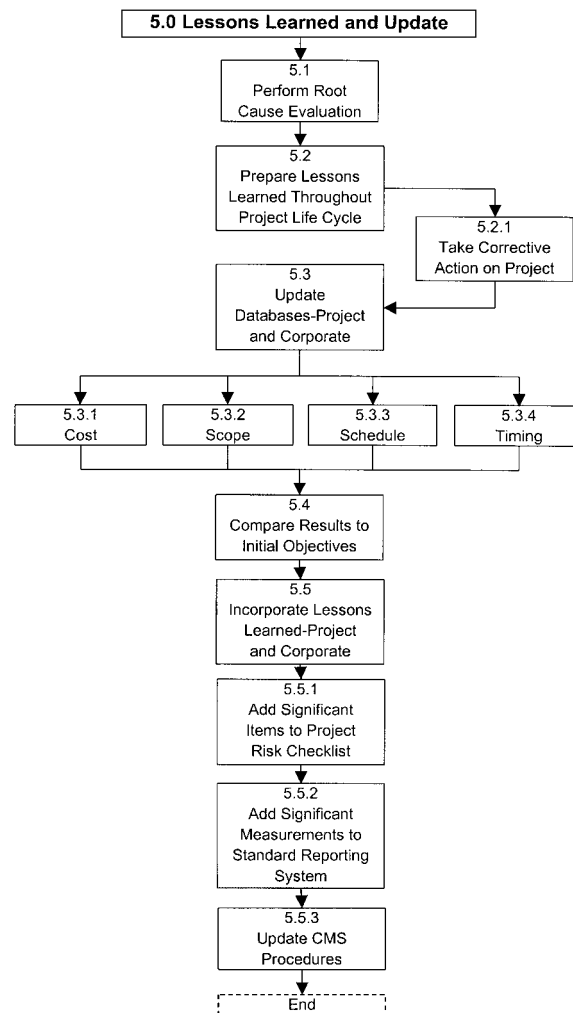 5.0 Lessons Learned and Update
5.1
Perform Root
Cause Evaluation
5.2
Prepare Lessons
Learned Throughout
Project Life Cycle
5.2.1
Take Corrective
Action on Project
5.3
Update
Databases-Project
and Corporate
5.3.1
Cost
5.3.2
Scope
5.3.3
Schedule
5.3.4
Timing
5.4
Compare Results to
Initial Objectives
5.5
Incorporate Lessons
Learned-Project
and Corporate
5.5.1
Add Significant
Items to Project
Risk Checklist
5.5.2
Add Significant
Measurements to
Standard Reporting
System
5.5.3
Update CMS
Procedures
End